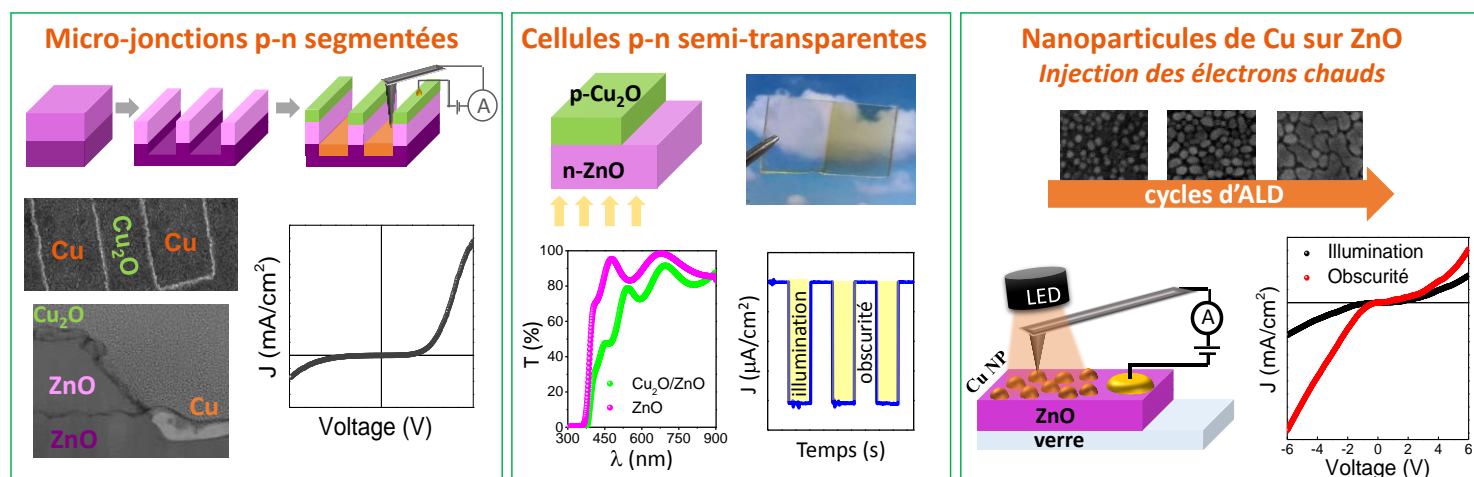 Micro-jonctions p-n segmentées
A
Cu
Cu2O
Cu
Cu2O
ZnO
ZnO
Cu
J (mA/cm²)
Voltage (V)
Cellules p-n semi-transparentes
p-Cu2O
n-ZnO
100
80
60
40
20
0
T (%)
Cu2O/ZnO
ZnO
300 450 600 750 900
λ (nm)
J (µA/cm²)
illumination
obscurité
Temps (s)
Nanoparticules de Cu sur ZnO
Injection des électrons chauds
cycles d'ALD
LED
A
Cu NP
ZnO
verre
Illumination
Obscurité
J (mA/cm²)
-6 -4 -2 0 2 4 6
Voltage (V)